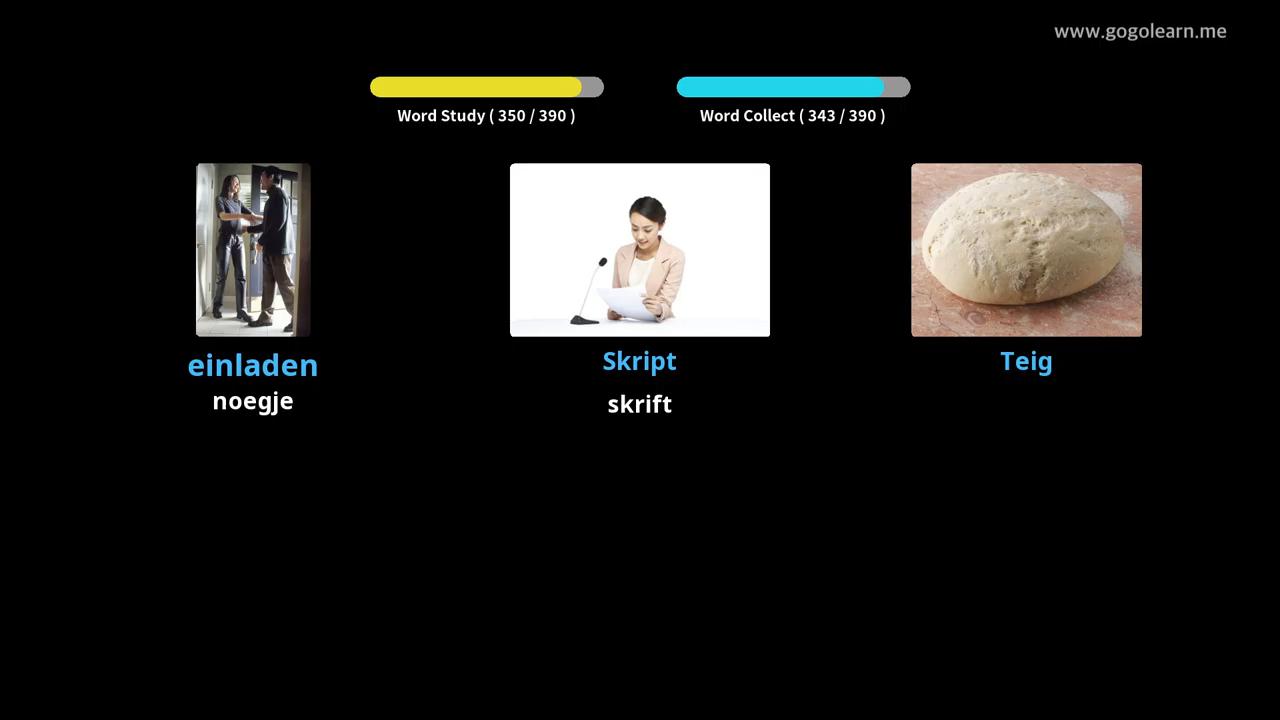 www.gogolearn.me
Word Study ( 350 / 390 )
Word Collect ( 343 / 390 )
einladen
noegje
Skript
skrift
Teig